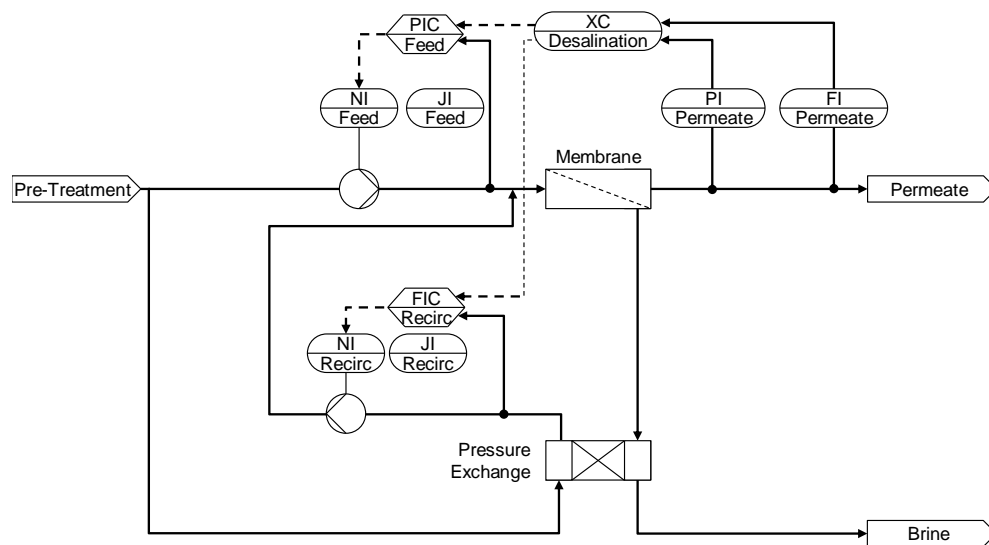 PIC
Feed
XC
Desalination
NI
Feed
JI
Feed
PI
Permeate
FI
Permeate
Membrane
Pre-Treatment
Permeate
FIC
Recirc
NI
Recirc
JI
Recirc
Pressure
Exchange
Brine